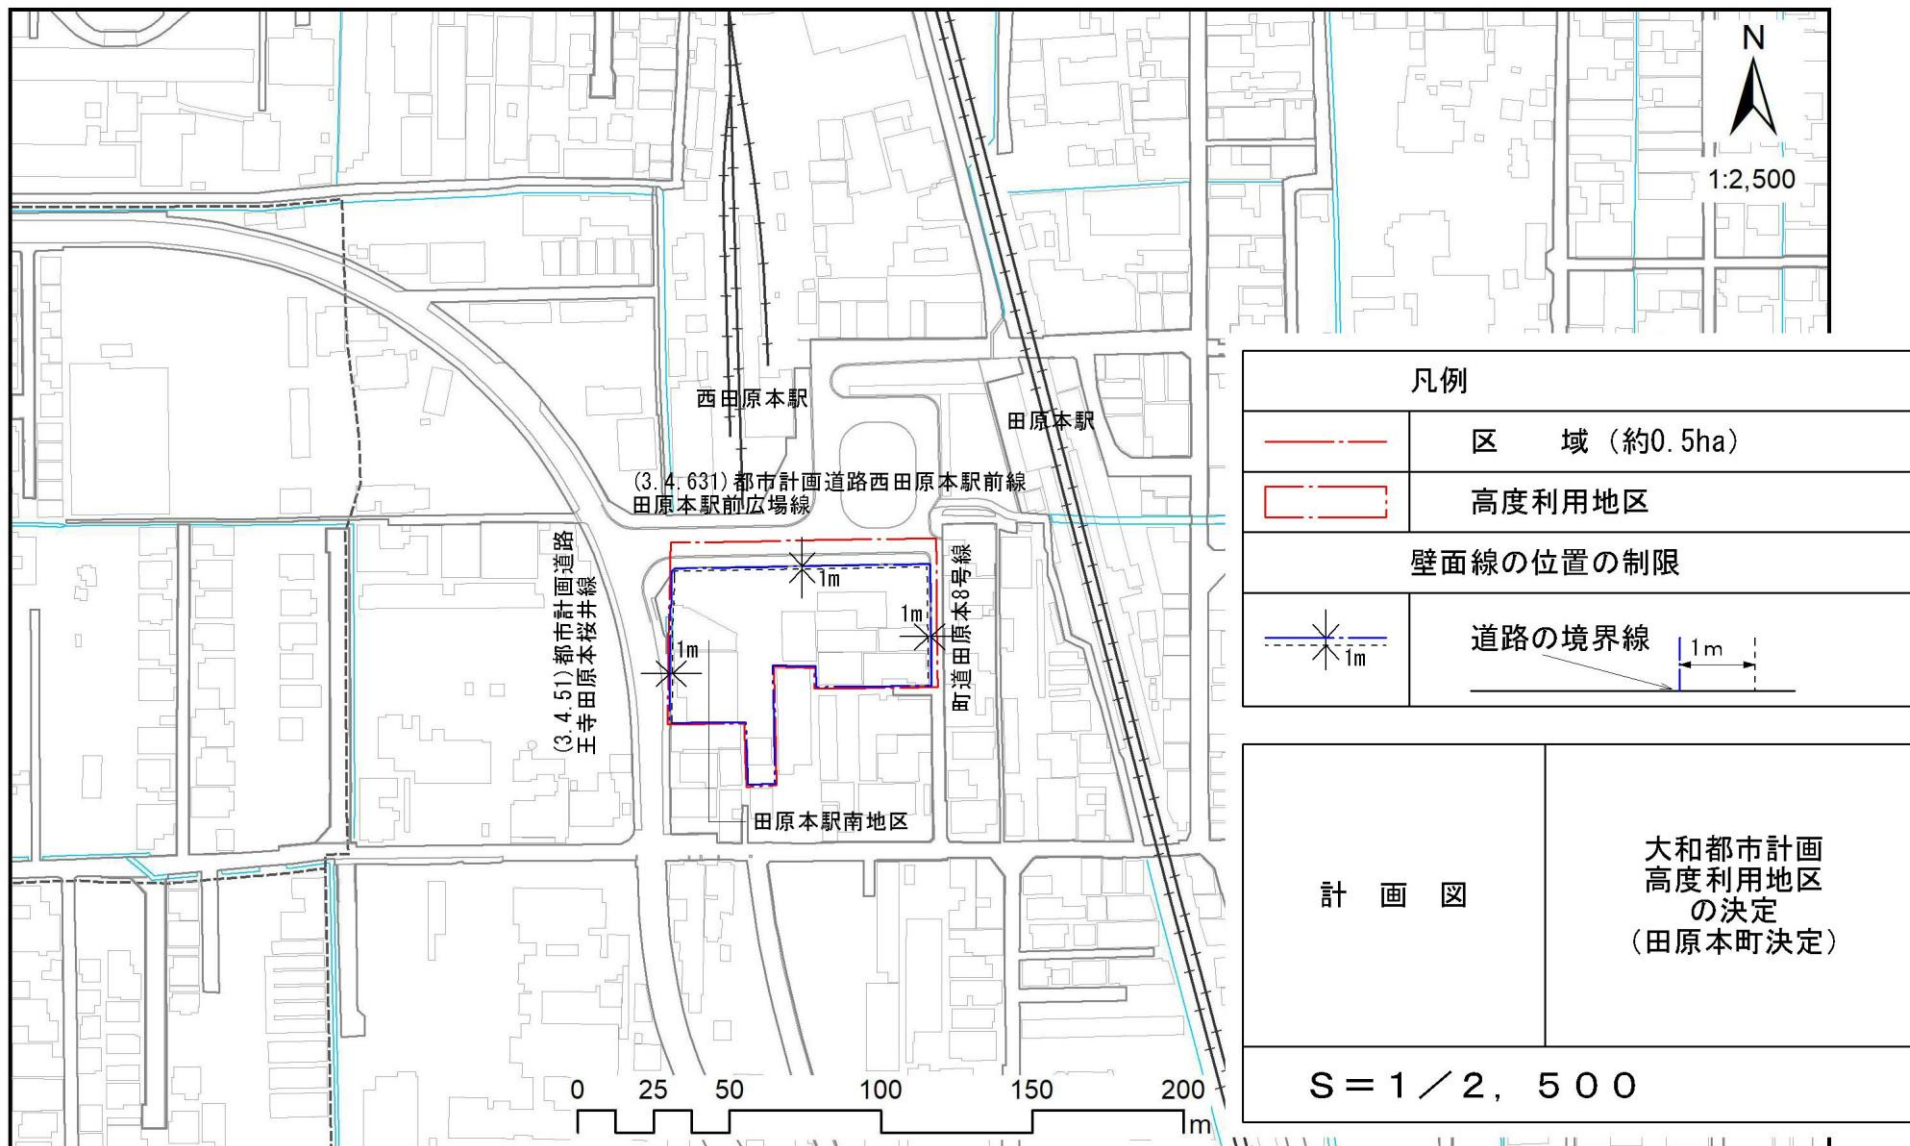 N
1:2,500
西田原本駅
田原本駅
(3.4.631)都市計画道路西田原本駅前線
田原本駅前広場線
(3.4.51)都市計画道路
王寺田原本桜井線
町道田原本8号線
1m
1m
1m
田原本駅南地区
0 25 50 100 150 200
m
凡例
区 域 (約0.5ha)
高度利用地区
壁面線の位置の制限
1m
道路の境界線
1m
計 画 図
大和都市計画
高度利用地区
の決定
(田原本町決定)
S=1/2,500